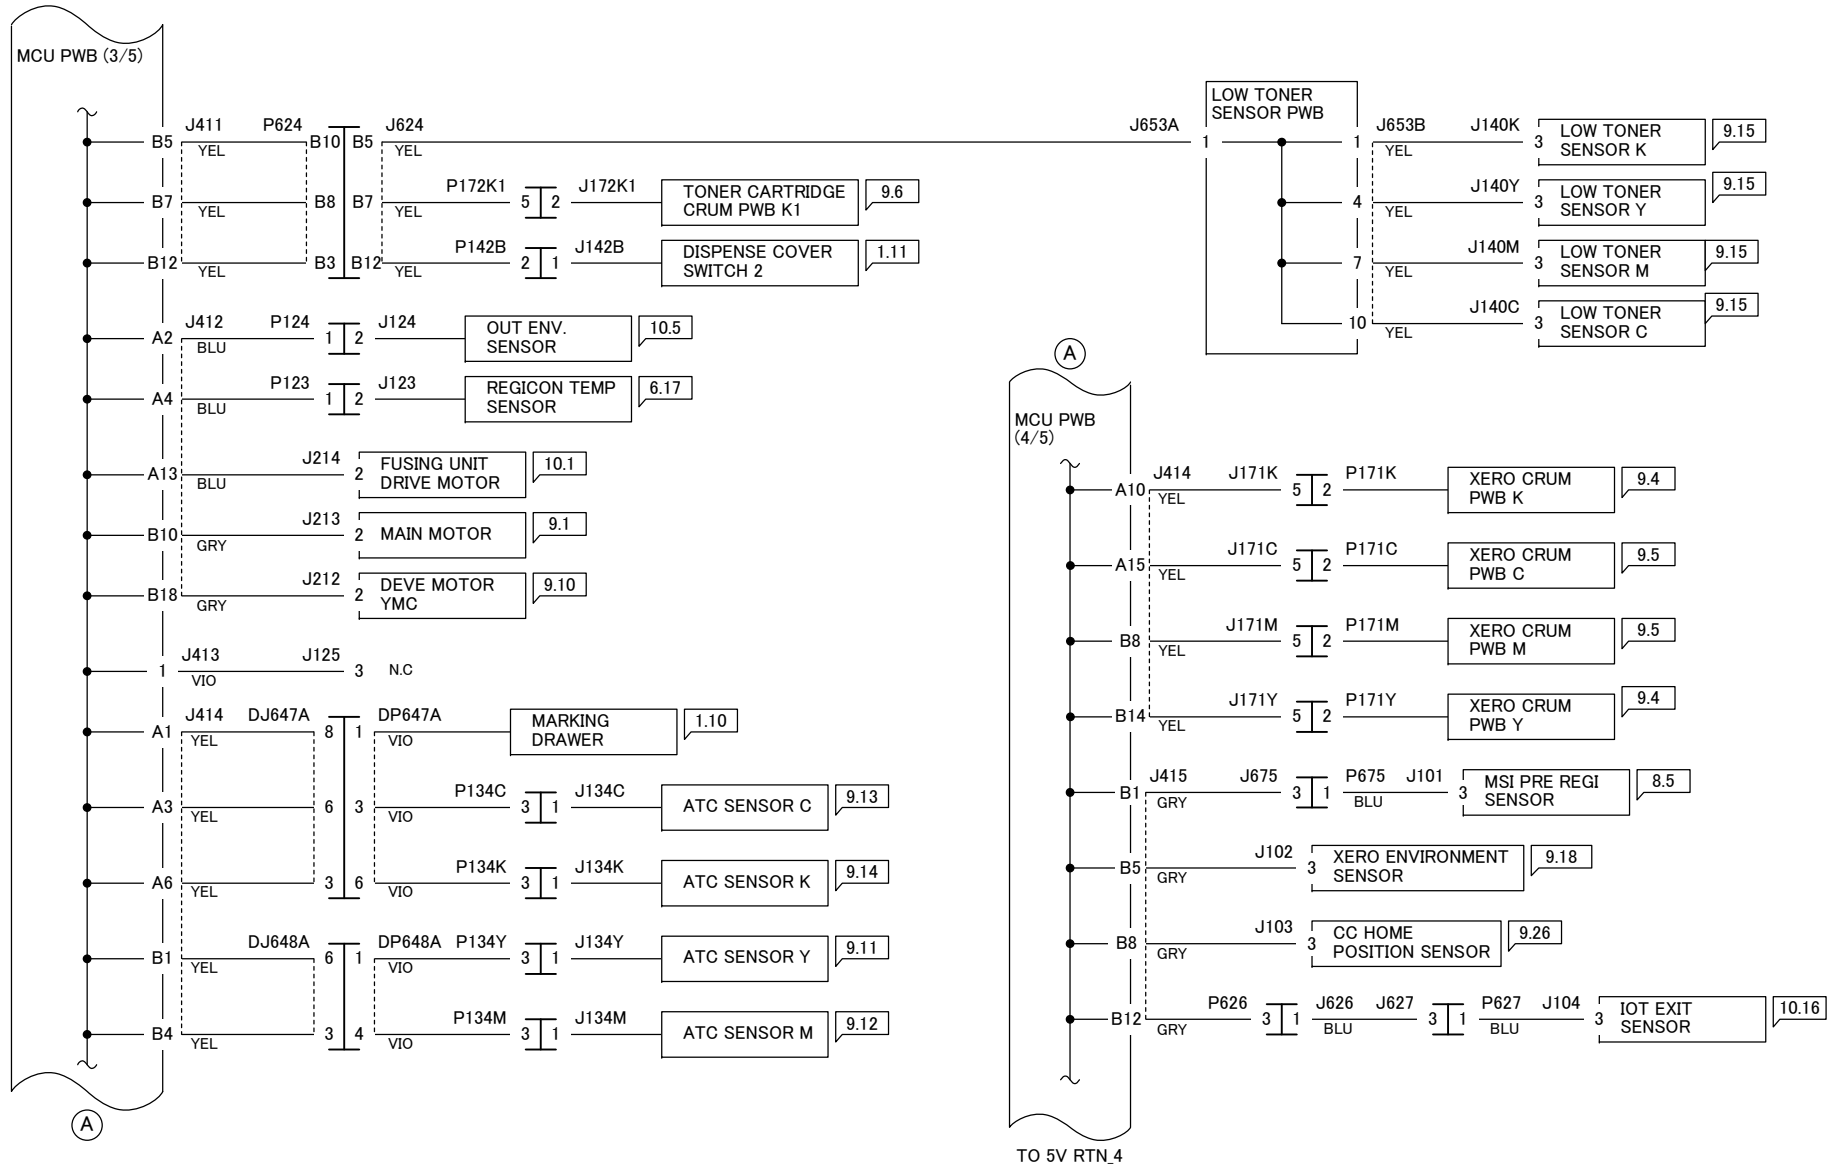 MCU PWB (3/5)
B5 J411 YEL P624 B10 B5 J624 YEL J653A 1
LOW TONER
SENSOR PWB
1 J653B YEL J140K 3 LOW TONER
SENSOR K
9.15
B7 YEL B8 B7 YEL P172K1 5 2 J172K1 TONER CARTRIDGE
CRUM PWB K1
9.6
4 YEL J140Y 3 LOW TONER
SENSOR Y
9.15
B12 YEL B3 B12 YEL P142B 2 1 J142B DISPENSE COVER
SWITCH 2
1.11
7 YEL J140M 3 LOW TONER
SENSOR M
9.15
10 YEL J140C 3 LOW TONER
SENSOR C
9.15
A2 J412 BLU P124 1 2 J124 OUT ENV.
SENSOR
10.5
A4 BLU P123 1 2 J123 REGICON TEMP
SENSOR
6.17
A13 BLU J214 2 FUSING UNIT
DRIVE MOTOR
10.1
B10 GRY J213 2 MAIN MOTOR
9.1
B18 GRY J212 2 DEVE MOTOR
YMC
9.10
1 J413 VIO J125 3 N.C
A1 J414 YEL DJ647A 8 1 DP647A VIO MARKING
DRAWER
1.10
A3 YEL 6 3 VIO P134C 3 1 J134C ATC SENSOR C
9.13
A6 YEL 3 6 VIO P134K 3 1 J134K ATC SENSOR K
9.14
B1 YEL DJ648A 6 1 DP648A VIO P134Y 3 1 J134Y ATC SENSOR Y
9.11
B4 YEL 3 4 VIO P134M 3 1 J134M ATC SENSOR M
9.12
A
A
MCU PWB
(4/5)
A10 J414 YEL J171K 5 2 P171K XERO CRUM
PWB K
9.4
A15 YEL J171C 5 2 P171C XERO CRUM
PWB C
9.5
B8 YEL J171M 5 2 P171M XERO CRUM
PWB M
9.5
B14 YEL J171Y 5 2 P171Y XERO CRUM
PWB Y
9.4
B1 J415 GRY J675 3 1 P675 BLU J101 3 MSI PRE REGI
SENSOR
8.5
B5 GRY J102 3 XERO ENVIRONMENT
SENSOR
9.18
B8 GRY J103 3 CC HOME
POSITION SENSOR
9.26
B12 GRY P626 3 1 J626 BLU J627 3 1 P627 BLU J104 3 IOT EXIT
SENSOR
10.16
TO 5V RTN_4